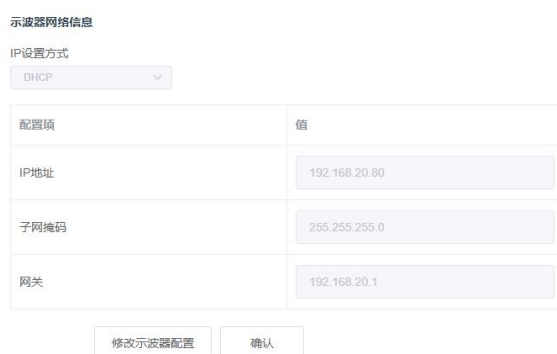 示波器网络信息
IP设置方式
DHCP
配置项 值
IP地址 192.168.20.80
子网掩码 255.255.255.0
网关 192.168.20.1
修改示波器配置 确认